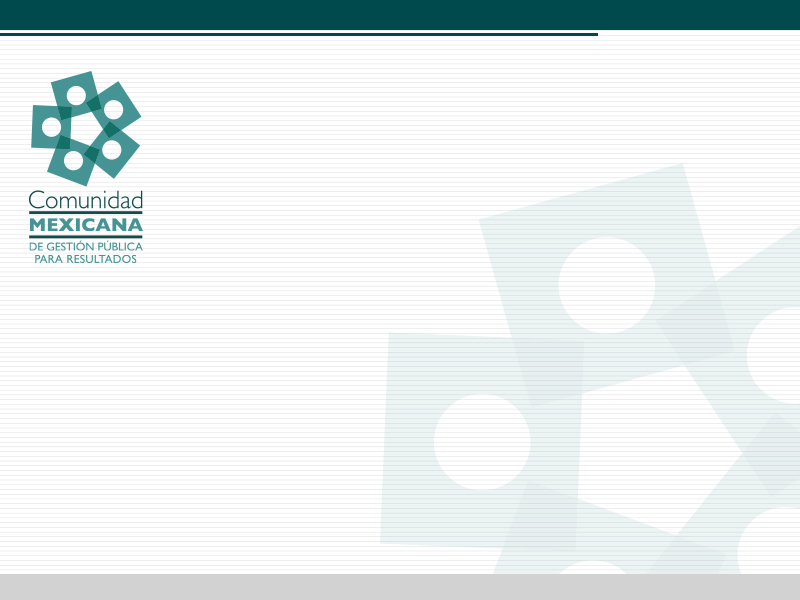 Comunidad
MEXICANA
DE GESTIÓN PÚBLICA
PARA RESULTADOS